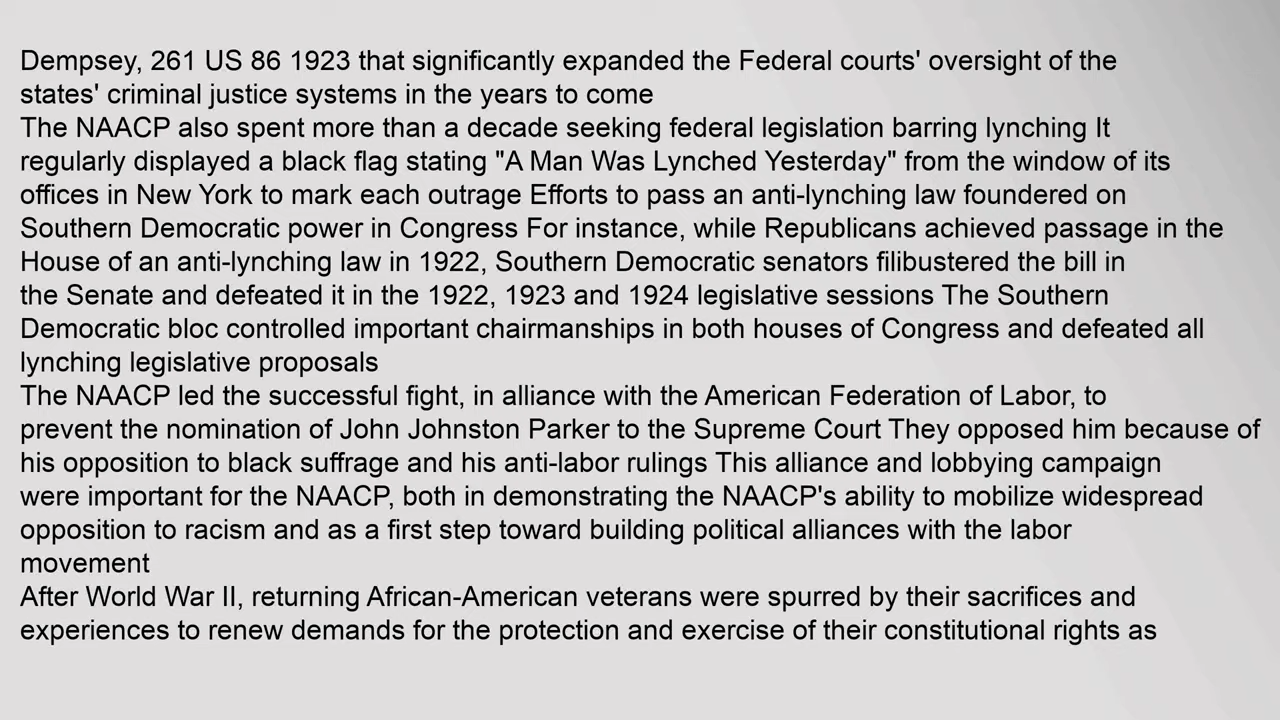 Dempsey, 261 US 86 1923 that significantly expanded the Federal courts' oversight of the
states' criminal justice systems in the years to come
The NAACP also spent more than a decade seeking federal legislation barring lynching It
regularly displayed a black flag stating "A Man Was Lynched Yesterday" from the window of its
offices in New York to mark each outrage Efforts to pass an anti-lynching law foundered on
Southern Democratic power in Congress For instance, while Republicans achieved passage in the
House of an anti-lynching law in 1922, Southern Democratic senators filibustered the bill in
the Senate and defeated it in the 1922, 1923 and 1924 legislative sessions The Southern
Democratic bloc controlled important chairmanships in both houses of Congress and defeated all
lynching legislative proposals
The NAACP led the successful fight, in alliance with the American Federation of Labor, to
prevent the nomination of John Johnston Parker to the Supreme Court They opposed him because of
his opposition to black suffrage and his anti-labor rulings This alliance and lobbying campaign
were important for the NAACP, both in demonstrating the NAACP's ability to mobilize widespread
opposition to racism and as a first step toward building political alliances with the labor
movement
After World War II, returning African-American veterans were spurred by their sacrifices and
experiences to renew demands for the protection and exercise of their constitutional rights as